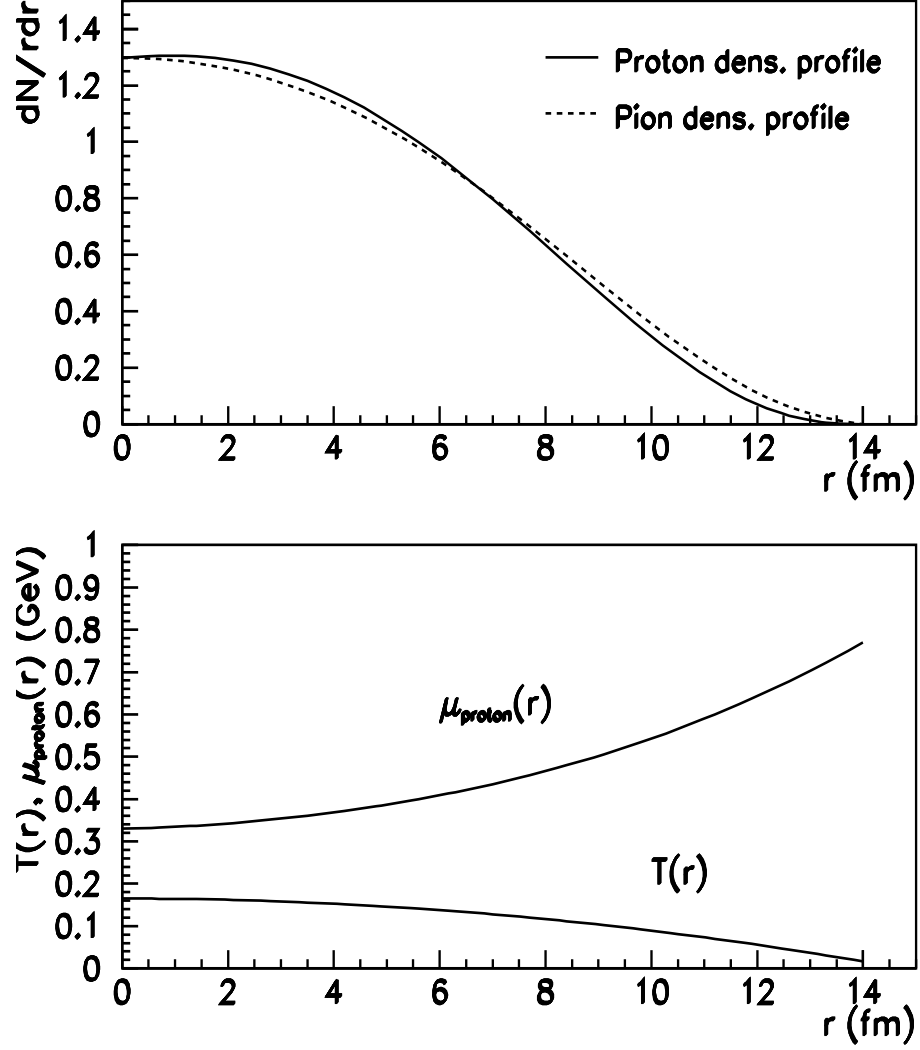 dN/rdr
1.4
1.2
1
0.8
0.6
0.4
0.2
0
Proton dens. profile
Pion dens. profile
0 2 4 6 8 10 12 14
r (fm)
T(r), μproton(r) (GeV)
1
0.9
0.8
0.7
0.6
0.5
0.4
0.3
0.2
0.1
0
μproton(r)
T(r)
0 2 4 6 8 10 12 14
r (fm)